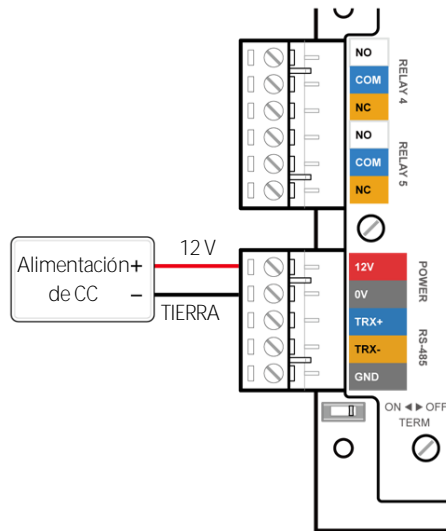 NO
COM
NC
RELAY 4
NO
COM
NC
RELAY 5
Alimentación+
de CC −
12 V
TIERRA
12V
0V
POWER
TRX+
TRX-
GND
RS-485
ON ◄ ► OFF
TERM